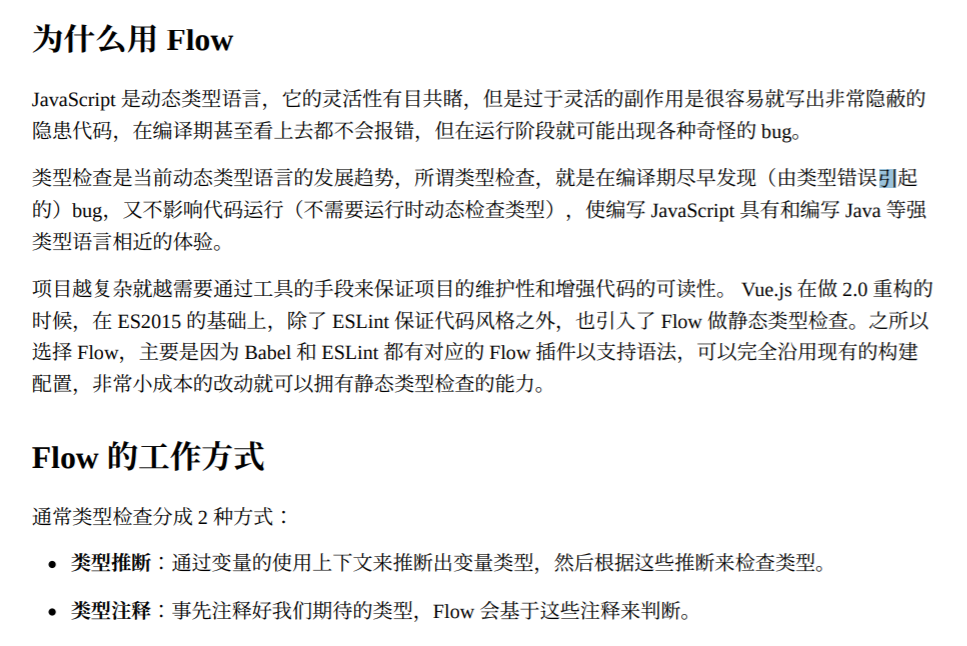 为什么用 Flow
JavaScript 是动态类型语言，它的灵活性有目共睹，但是过于灵活的副作用是很容易就写出非常隐蔽的
隐患代码，在编译期甚至看上去都不会报错，但在运行阶段就可能出现各种奇怪的 bug。
类型检查是当前动态类型语言的发展趋势，所谓类型检查，就是在编译期尽早发现（由类型错误引起
的）bug，又不影响代码运行（不需要运行时动态检查类型），使编写 JavaScript 具有和编写 Java 等强
类型语言相近的体验。
项目越复杂就越需要通过工具的手段来保证项目的维护性和增强代码的可读性。 Vue.js 在做 2.0 重构的
时候，在 ES2015 的基础上，除了 ESLint 保证代码风格之外，也引入了 Flow 做静态类型检查。之所以
选择 Flow，主要是因为 Babel 和 ESLint 都有对应的 Flow 插件以支持语法，可以完全沿用现有的构建
配置，非常小成本的改动就可以拥有静态类型检查的能力。
Flow 的工作方式
通常类型检查分成 2 种方式：
• 类型推断：通过变量的使用上下文来推断出变量类型，然后根据这些推断来检查类型。
• 类型注释：事先注释好我们期待的类型，Flow 会基于这些注释来判断。